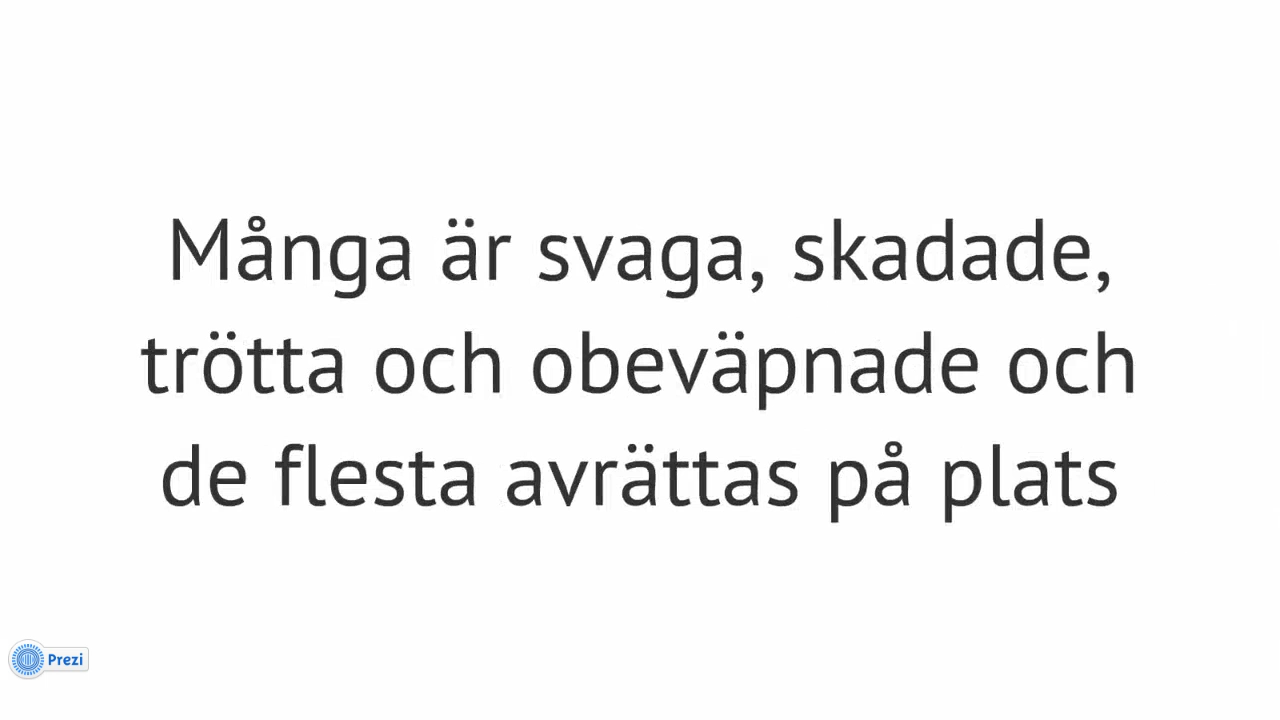 Många är svaga, skadade,
trötta och obeväpnade och
de flesta avrättas på plats
Prezi